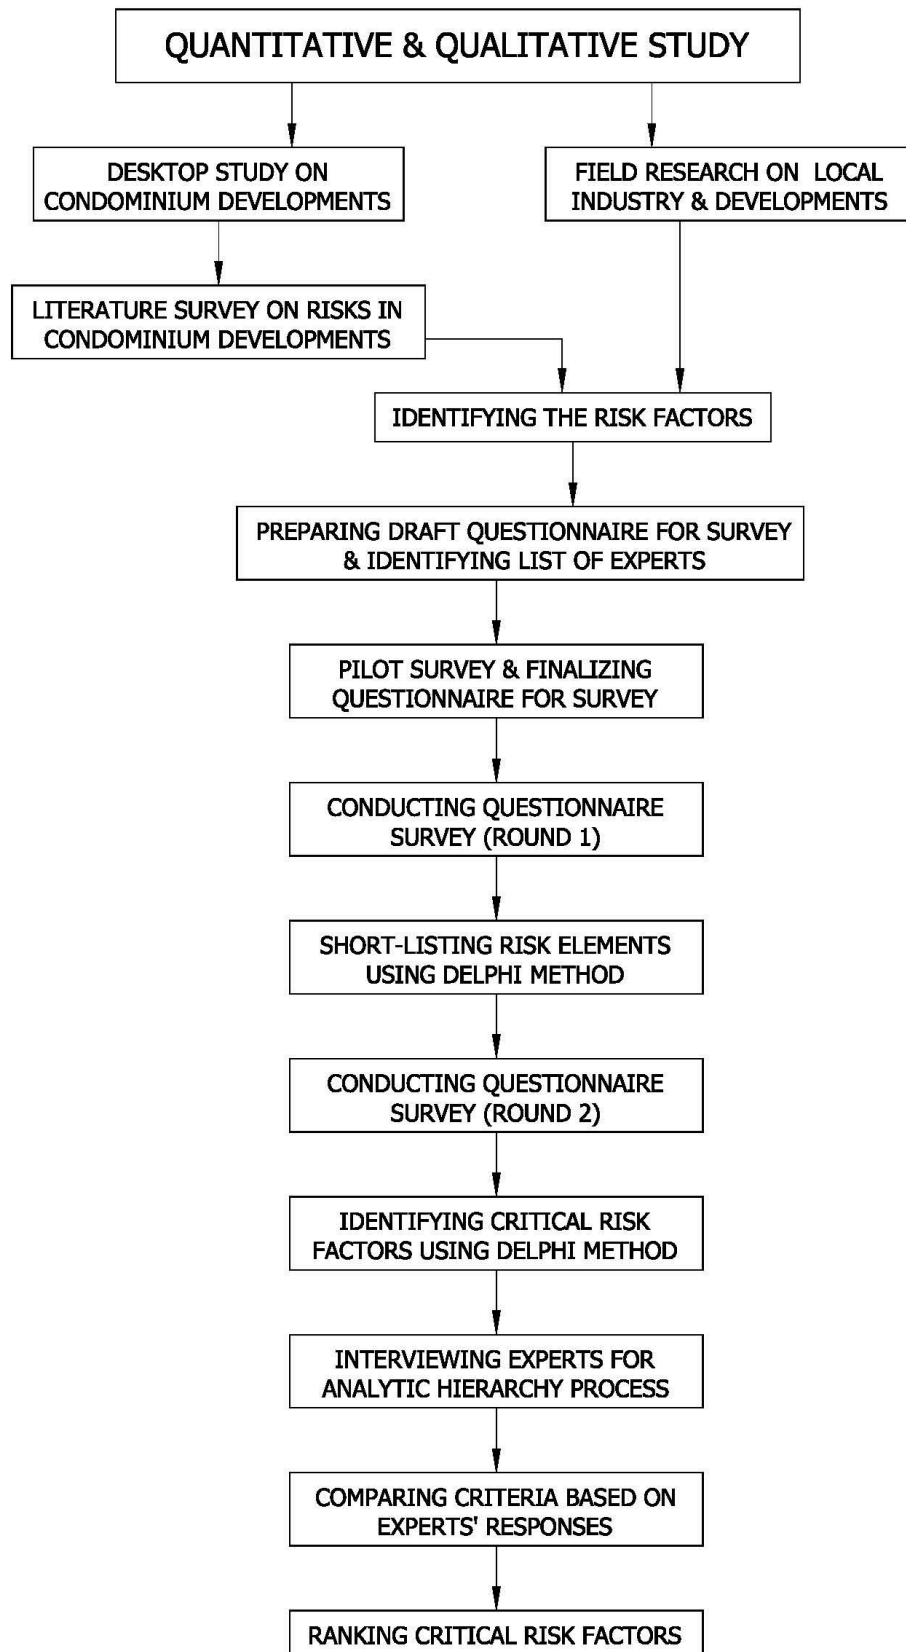 QUANTITATIVE & QUALITATIVE STUDY
DESKTOP STUDY ON
CONDOMINIUM DEVELOPMENTS
FIELD RESEARCH ON LOCAL
INDUSTRY & DEVELOPMENTS
LITERATURE SURVEY ON RISKS IN
CONDOMINIUM DEVELOPMENTS
IDENTIFYING THE RISK FACTORS
PREPARING DRAFT QUESTIONNAIRE FOR SURVEY
& IDENTIFYING LIST OF EXPERTS
PILOT SURVEY & FINALIZING
QUESTIONNAIRE FOR SURVEY
CONDUCTING QUESTIONNAIRE
SURVEY (ROUND 1)
SHORT-LISTING RISK ELEMENTS
USING DELPHI METHOD
CONDUCTING QUESTIONNAIRE
SURVEY (ROUND 2)
IDENTIFYING CRITICAL RISK
FACTORS USING DELPHI METHOD
INTERVIEWING EXPERTS FOR
ANALYTIC HIERARCHY PROCESS
COMPARING CRITERIA BASED ON
EXPERTS' RESPONSES
RANKING CRITICAL RISK FACTORS